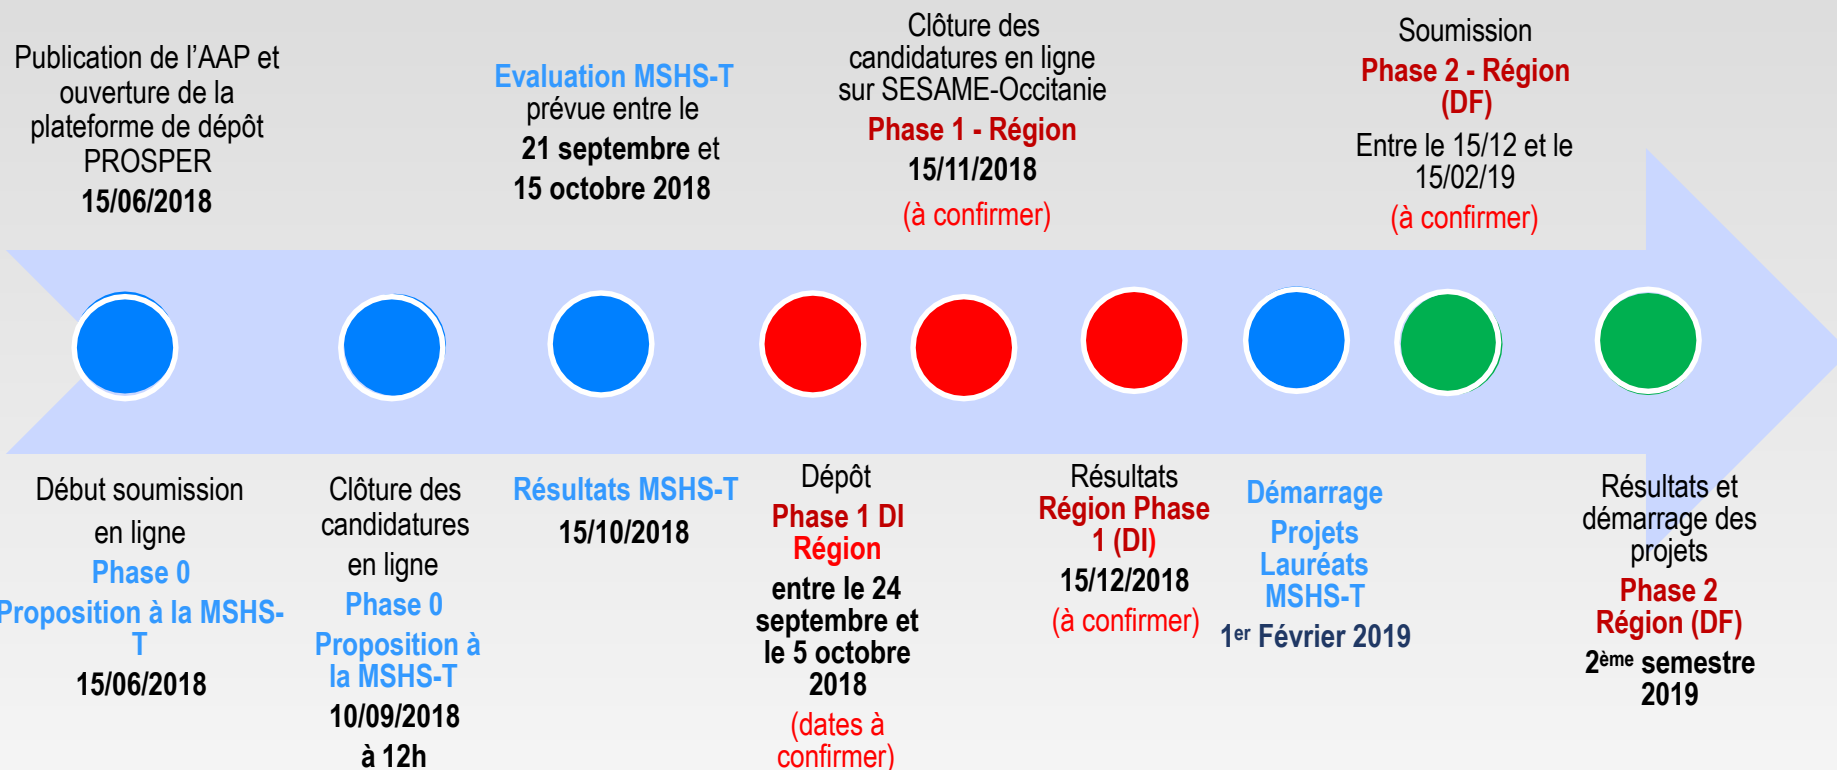 Publication de l’AAP et
ouverture de la
plateforme de dépôt
PROSPER
15/06/2018
Evaluation MSHS-T
prévue entre le
21 septembre et
15 octobre 2018
Clôture des
candidatures en ligne
sur SESAME-Occitanie
Phase 1 - Région
15/11/2018
(à confirmer)
Soumission
Phase 2 - Région
(DF)
Entre le 15/12 et le
15/02/19
(à confirmer)
Début soumission
en ligne
Phase 0
Proposition à la MSHS-
T
15/06/2018
Clôture des
candidatures
en ligne
Phase 0
Proposition à
la MSHS-T
10/09/2018
à 12h
Résultats MSHS-T
15/10/2018
Dépôt
Phase 1 DI
Région
entre le 24
septembre et
le 5 octobre
2018
(dates à
confirmer)
Résultats
Région Phase
1 (DI)
15/12/2018
(à confirmer)
Démarrage
Projets
Lauréats
MSHS-T
1er Février 2019
Résultats et
démarrage des
projets
Phase 2
Région (DF)
2ème semestre
2019